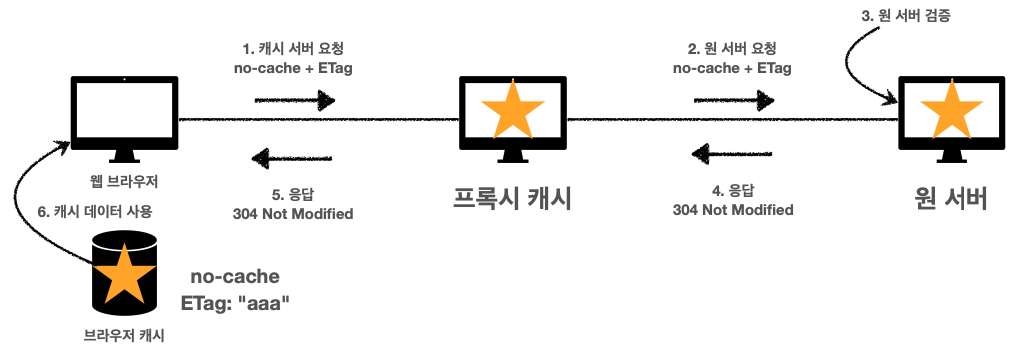 3. 원 서버 검증
1. 캐시 서버 요청
no-cache + ETag
2. 원 서버 요청
no-cache + ETag
웹 브라우저
프록시 캐시
원 서버
5. 응답
304 Not Modified
4. 응답
304 Not Modified
6. 캐시 데이터 사용
no-cache
ETag: "aaa"
브라우저 캐시